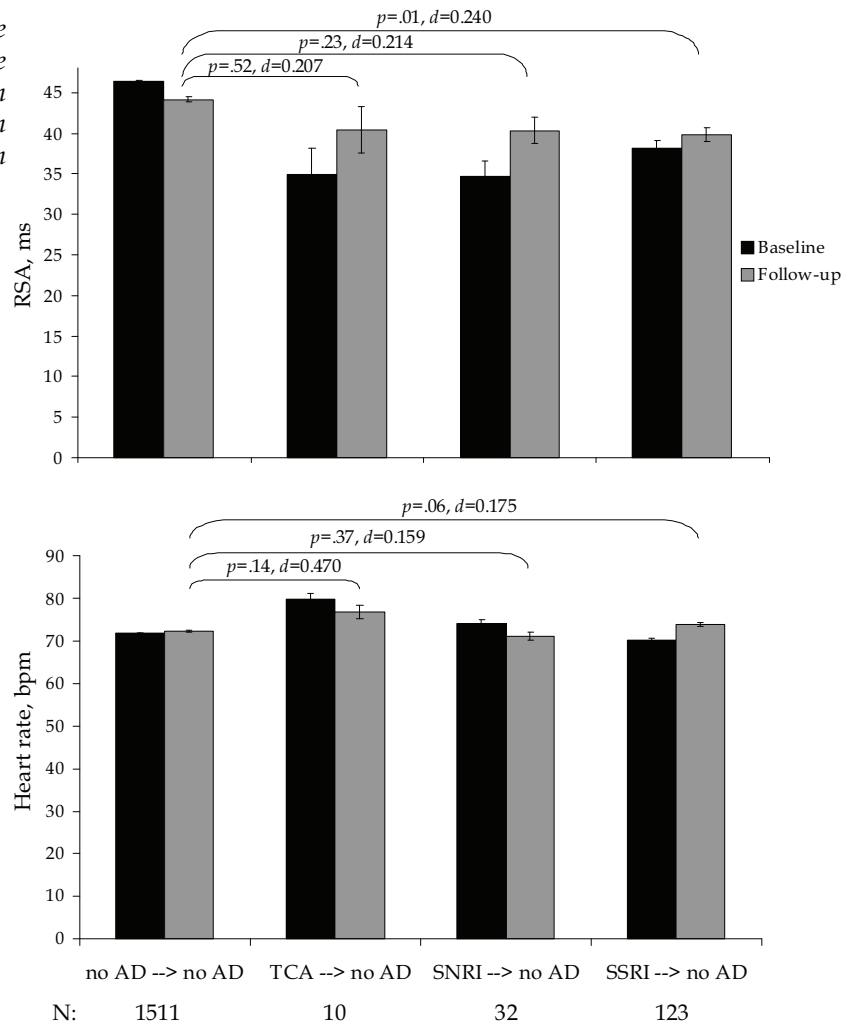 e
e
n
n
n
p=.01, d=0.240
p=.23, d=0.214
p=.52, d=0.207
45
40
35
30
25
20
15
10
5
0
RSA, ms
Baseline
Follow-up
p=.06, d=0.175
p=.37, d=0.159
p=.14, d=0.470
90
80
70
60
50
40
30
20
10
0
Heart rate, bpm
no AD --> no AD TCA --> no AD SNRI --> no AD SSRI --> no AD
N: 1511 10 32 123